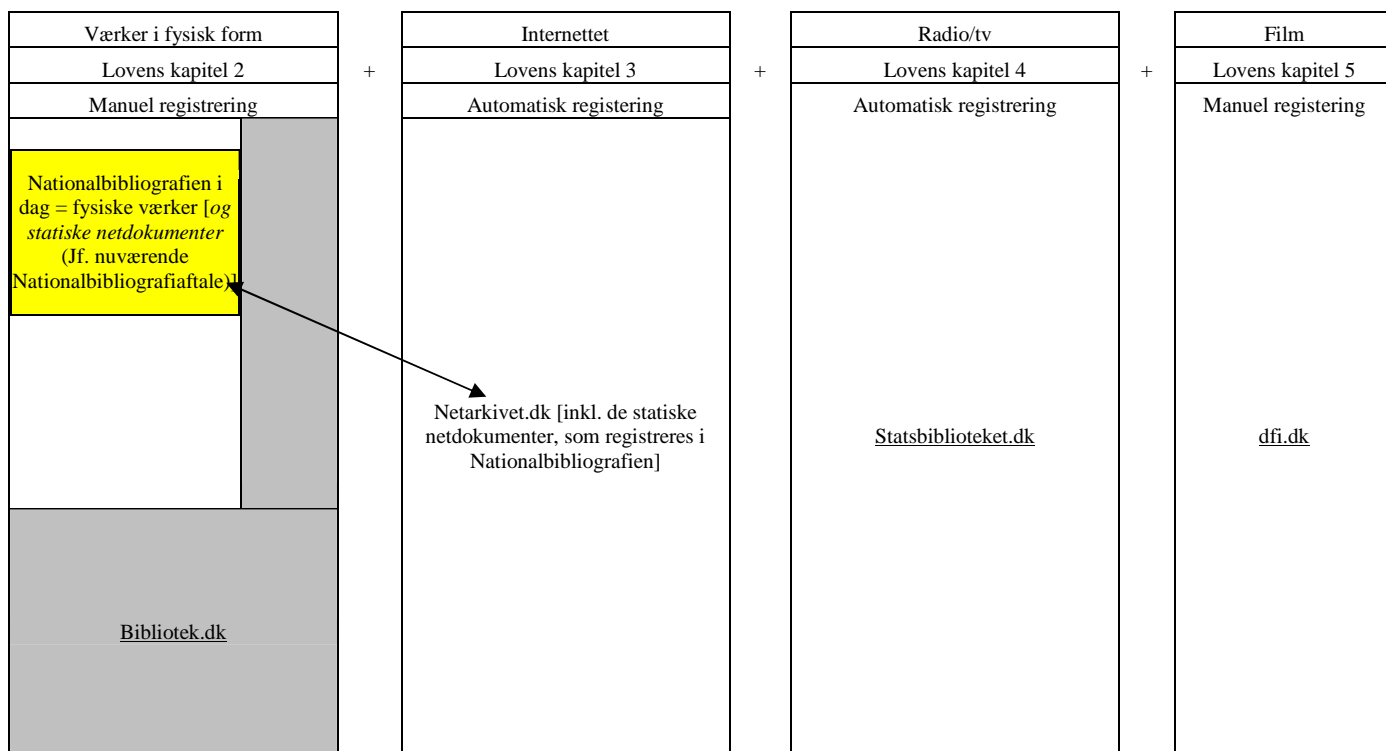 Værker i fysisk form
Lovens kapitel 2
Manuel registrering
Nationalbibliografien i
dag = fysiske værker [og
statiske netdokumenter
(Jf. nuværende
Nationalbibliografiaftale)]
Bibliotek.dk
+
Internettet
Lovens kapitel 3
Automatisk registering
Netarkivet.dk [inkl. de statiske
netdokumenter, som registreres i
Nationalbibliografien]
+
Radio/tv
Lovens kapitel 4
Automatisk registrering
Statsbiblioteket.dk
+
Film
Lovens kapitel 5
Manuel registering
dfi.dk